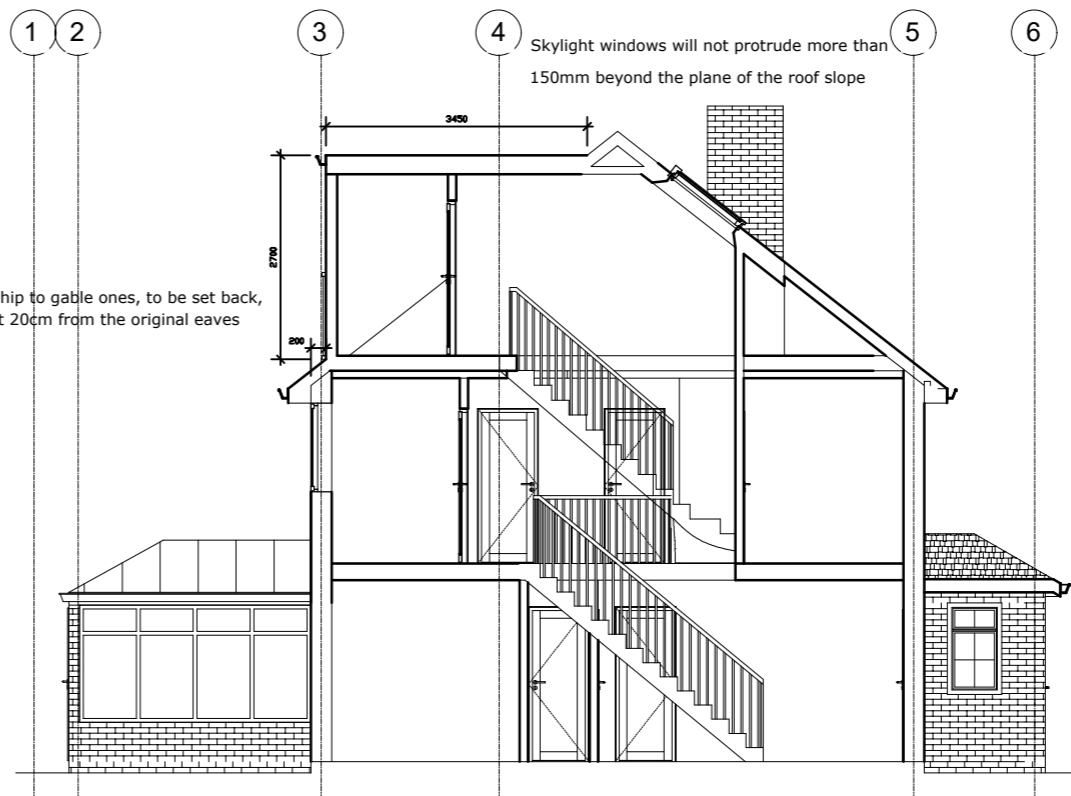 1 2 3 4 5 6
Skylight windows will not protrude more than
150mm beyond the plane of the roof slope
3450
2700
hip to gable ones, to be set back,
20cm from the original eaves
200